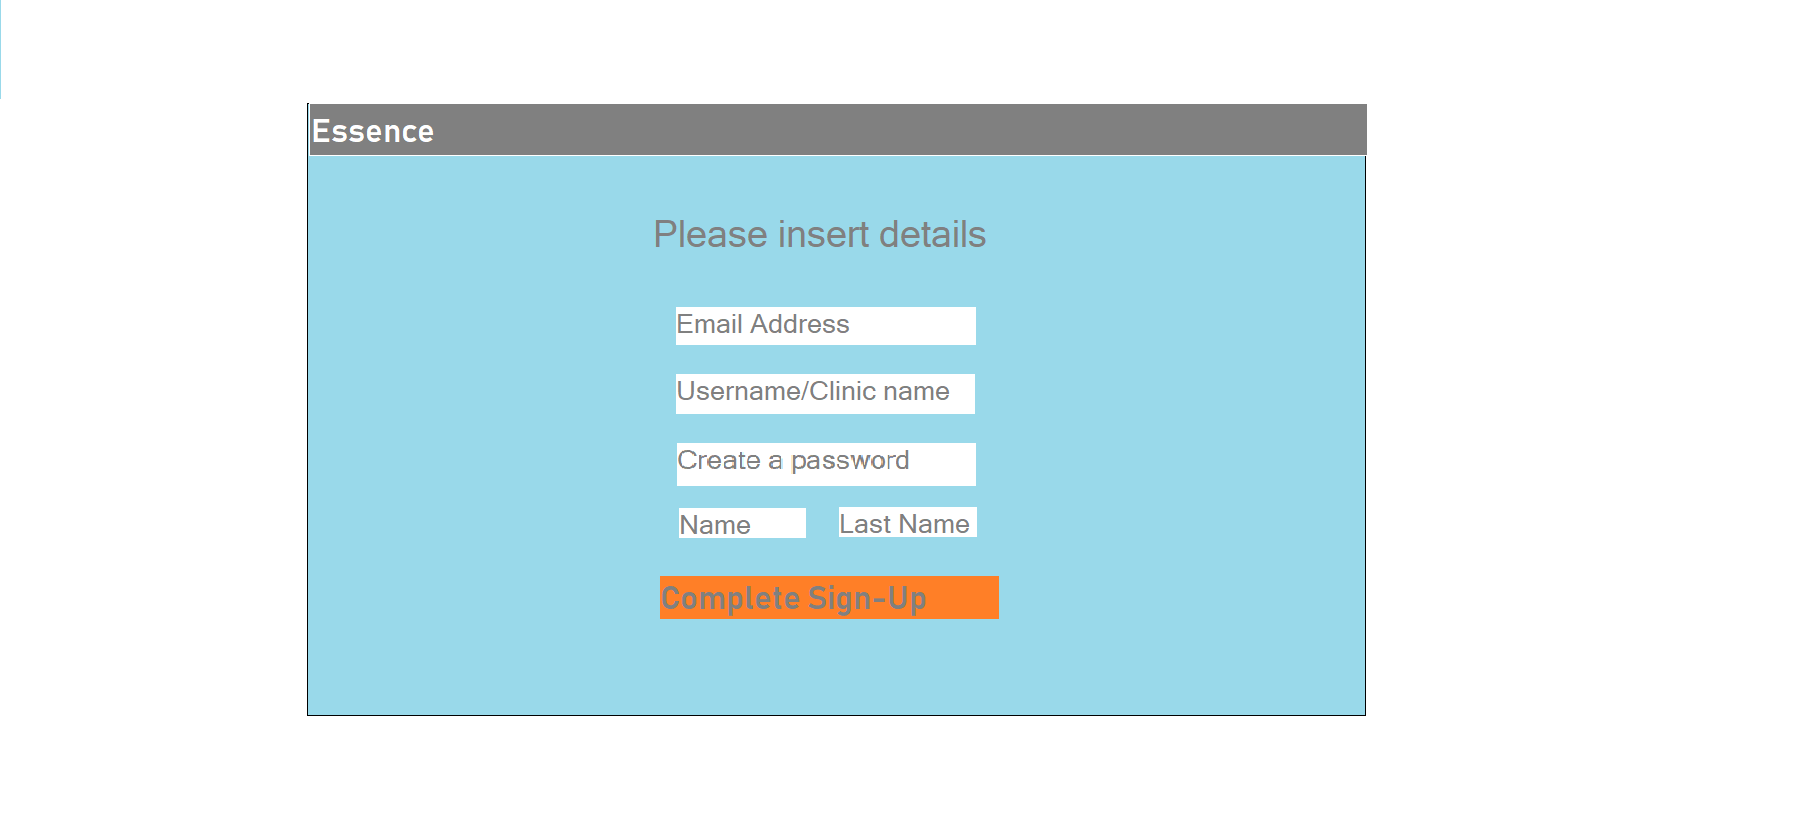 Essence
Please insert details
Email Address
Username/Clinic name
Create a password
Name Last Name
Complete Sign-Up